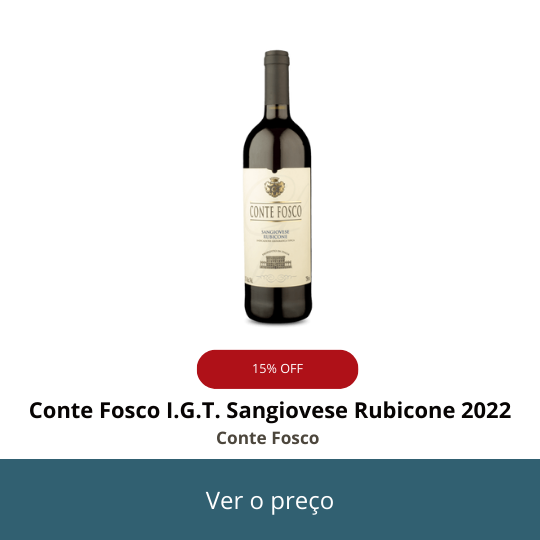 CONTE FOSCO
SANGIOVESE
RUBICONE
15% OFF
Conte Fosco I.G.T. Sangiovese Rubicone 2022
Conte Fosco
Ver o preço